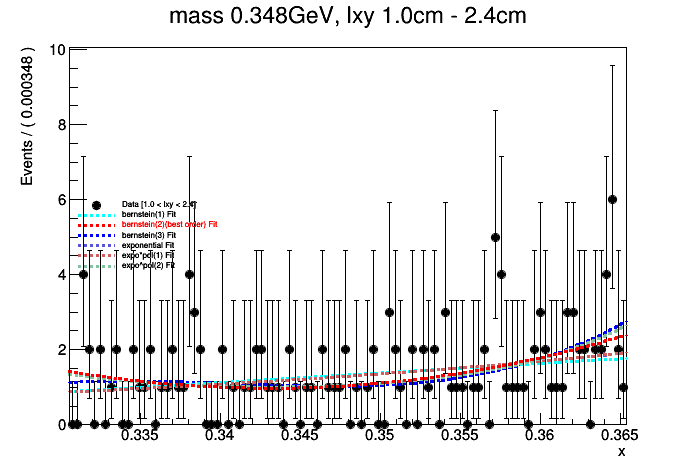 mass 0.348GeV, lxy 1.0cm - 2.4cm
Events / ( 0.000348 )
10
8
6
4
2
0
Data [1.0 < lxy < 2.4]
bernstein(1) Fit
bernstein(2)(best order) Fit
bernstein(3) Fit
exponential Fit
expo*pol(1) Fit
expo^pol(2) Fit
0.335 0.34 0.345 0.35 0.355 0.36 0.365
x